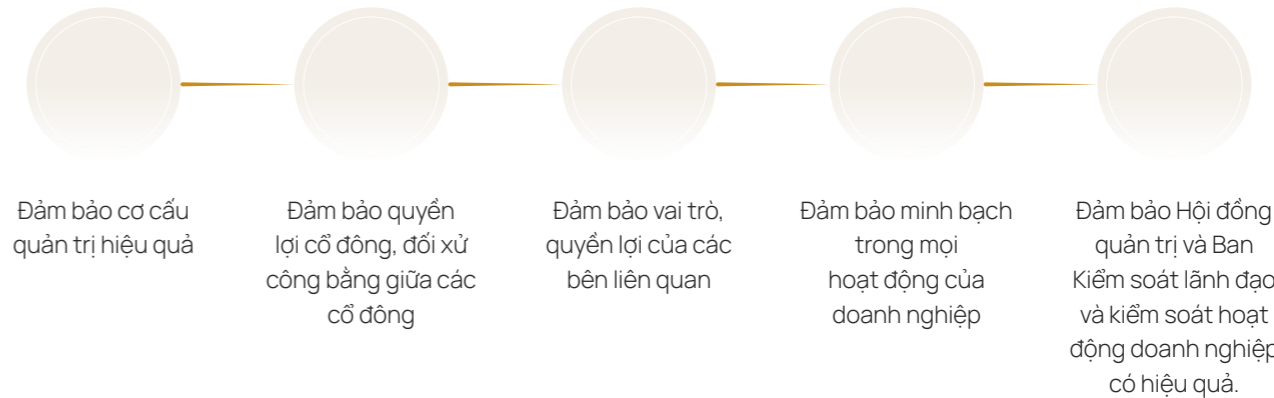 Đảm bảo cơ cấu
quản trị hiệu quả
Đảm bảo quyền
lợi cổ đông, đối xử
công bằng giữa các
cổ đông
Đảm bảo vai trò,
quyền lợi của các
bên liên quan
Đảm bảo minh bạch
trong mọi
hoạt động của
doanh nghiệp
Đảm bảo Hội đồng
quản trị và Ban
Kiểm soát lãnh đạo
và kiểm soát hoạt
động doanh nghiệp
có hiệu quả.